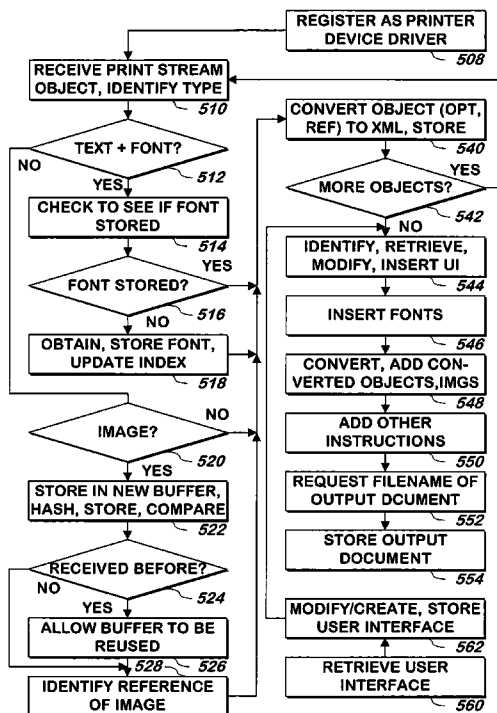 REGISTER AS PRINTER
DEVICE DRIVER
508
RECEIVE PRINT STREAM
OBJECT, IDENTIFY TYPE
510
TEXT + FONT?
NO
512
YES
CHECK TO SEE IF FONT
STORED
514
YES
FONT STORED?
516
NO
OBTAIN, STORE FONT,
UPDATE INDEX
518
NO
IMAGE?
520
YES
STORE IN NEW BUFFER,
HASH, STORE, COMPARE
522
RECEIVED BEFORE?
NO
524
YES
ALLOW BUFFER TO BE
REUSED
528
526
IDENTIFY REFERENCE
OF IMAGE
CONVERT OBJECT (OPT,
REF) TO XML, STORE
540
YES
MORE OBJECTS?
542
NO
IDENTIFY, RETRIEVE,
MODIFY, INSERT UI
544
INSERT FONTS
546
CONVERT, ADD CON-
VERTED OBJECTS,IMGS
548
ADD OTHER
INSTRUCTIONS
550
REQUEST FILENAME OF
OUTPUT DCUMENT
552
STORE OUTPUT
DOCUMENT
554
MODIFY/CREATE, STORE
USER INTERFACE
562
RETRIEVE USER
INTERFACE
560